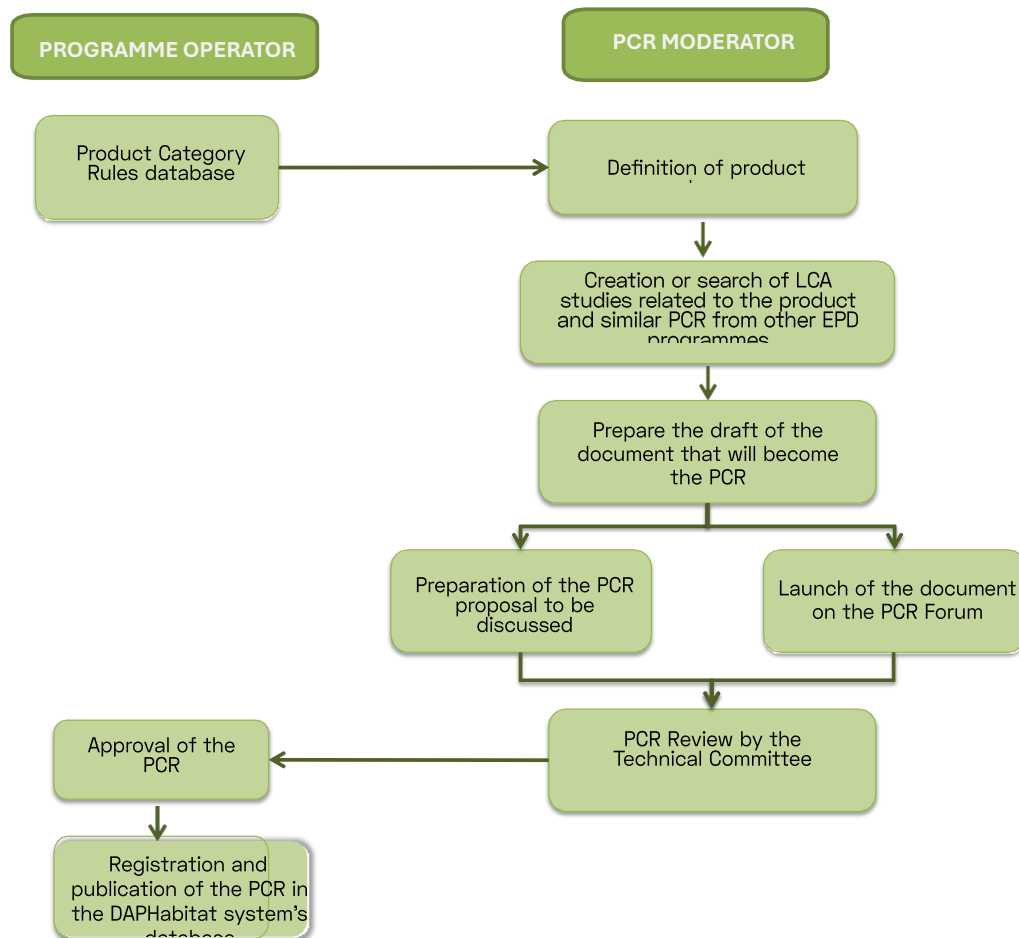 PROGRAMME OPERATOR
PCR MODERATOR
Product Category
Rules database
Definition of product
Creation or search of LCA
studies related to the product
and similar PCR from other EPD
programmes
Prepare the draft of the
document that will become
the PCR
Preparation of the PCR
proposal to be
discussed
Launch of the document
on the PCR Forum
PCR Review by the
Technical Committee
Approval of the
PCR
Registration and
publication of the PCR in
the DAPHabitat system's
database